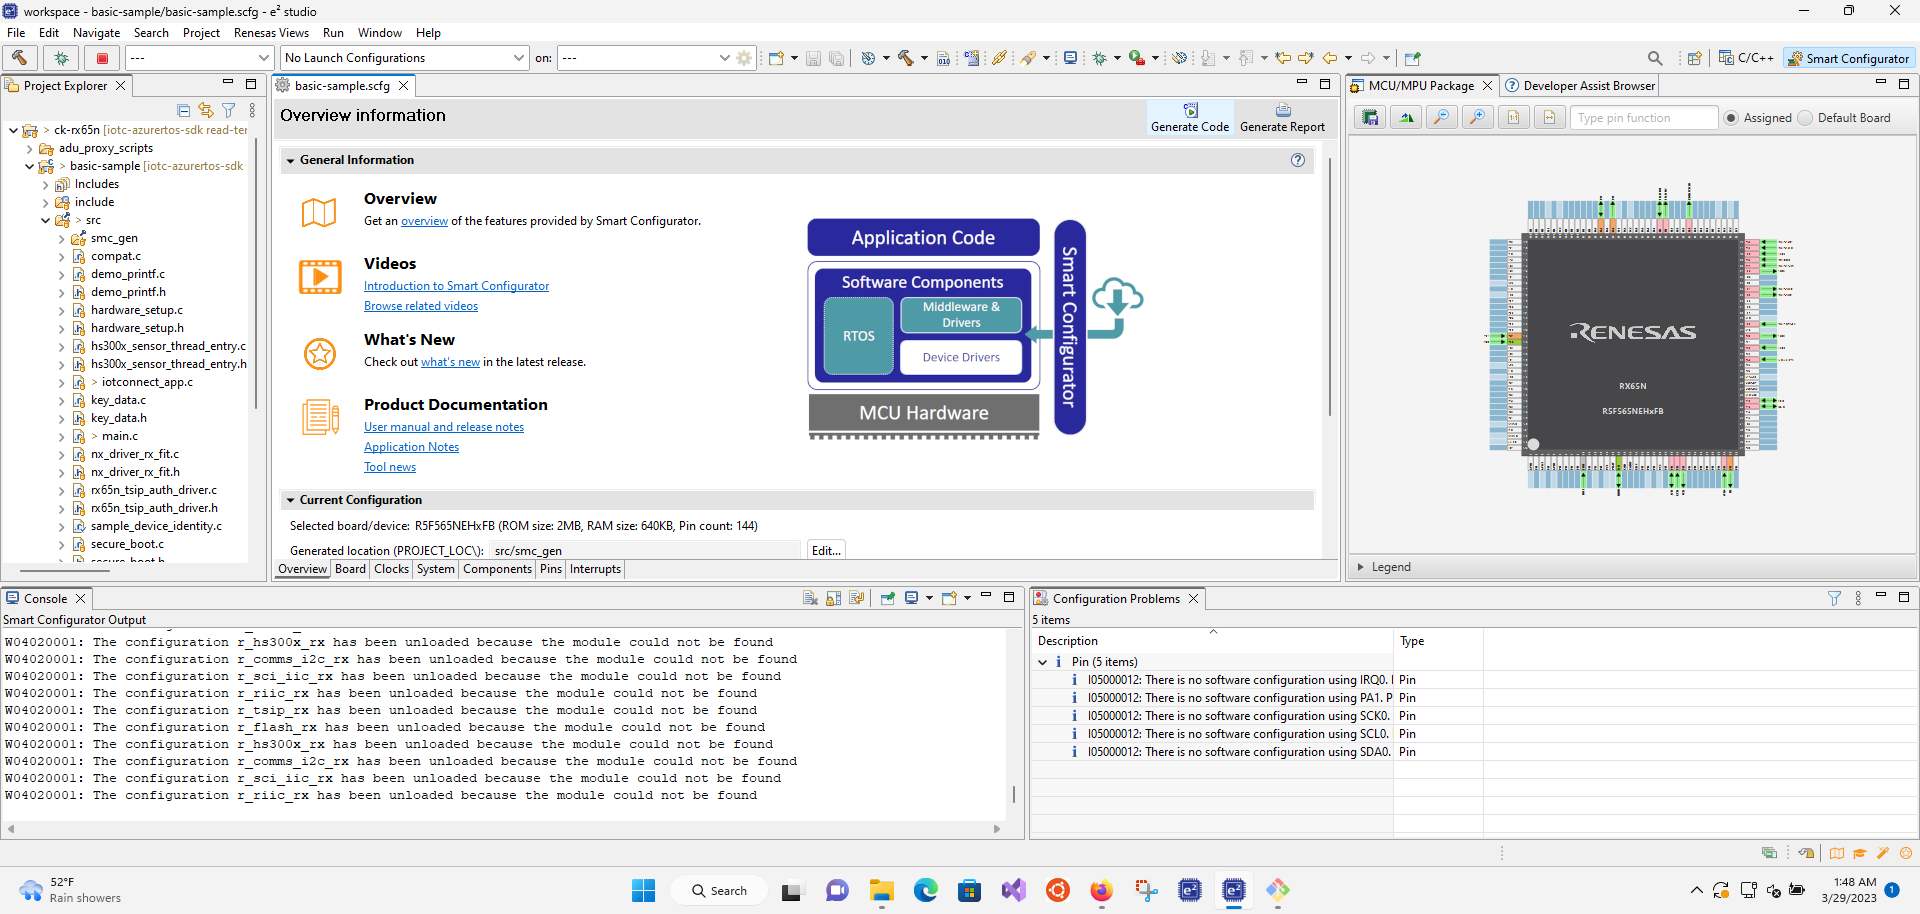 workspace - basic-sample/basic-sample.scfg - e² studio
File Edit Navigate Search Project Renesas Views Run Window Help
--- No Launch Configurations on: ---
C/C++ Smart Configurator
Project Explorer
> ck-rx65n [iotc-azurertos-sdk read-ter
adu_proxy_scripts
> basic-sample [iotc-azurertos-sdk
Includes
include
> src
smc_gen
compat.c
demo_printf.c
demo_printf.h
hardware_setup.c
hardware_setup.h
hs300x_sensor_thread_entry.c
hs300x_sensor_thread_entry.h
> iotconnect_app.c
key_data.c
key_data.h
> main.c
nx_driver_rx_fit.c
nx_driver_rx_fit.h
rx65n_tsip_auth_driver.c
rx65n_tsip_auth_driver.h
sample_device_identity.c
secure_boot.c
secure_boot.h
basic-sample.scfg
Overview information
Generate Code Generate Report
General Information
Overview
Get an overview of the features provided by Smart Configurator.
Videos
Introduction to Smart Configurator
Browse related videos
What's New
Check out what's new in the latest release.
Product Documentation
User manual and release notes
Application Notes
Tool news
Application Code
Software Components
RTOS
Middleware &
Drivers
Device Drivers
MCU Hardware
Smart Configurator
Current Configuration
Selected board/device: R5F565NEHxFB (ROM size: 2MB, RAM size: 640KB, Pin count: 144)
Generated location (PROJECT_LOC\): src/smc_gen Edit...
Overview Board Clocks System Components Pins Interrupts
MCU/MPU Package Developer Assist Browser
Type pin function Assigned Default Board
RENESAS
RX65N
R5F565NEHxFB
Legend
Console
Smart Configurator Output
W04020001: The configuration r_hs300x_rx has been unloaded because the module could not be found
W04020001: The configuration r_comms_i2c_rx has been unloaded because the module could not be found
W04020001: The configuration r_sci_iic_rx has been unloaded because the module could not be found
W04020001: The configuration r_riic_rx has been unloaded because the module could not be found
W04020001: The configuration r_tsip_rx has been unloaded because the module could not be found
W04020001: The configuration r_flash_rx has been unloaded because the module could not be found
W04020001: The configuration r_hs300x_rx has been unloaded because the module could not be found
W04020001: The configuration r_comms_i2c_rx has been unloaded because the module could not be found
W04020001: The configuration r_sci_iic_rx has been unloaded because the module could not be found
W04020001: The configuration r_riic_rx has been unloaded because the module could not be found
Configuration Problems
5 items
Description Type
Pin (5 items)
I05000012: There is no software configuration using IRQ0. Pin
I05000012: There is no software configuration using PA1. P Pin
I05000012: There is no software configuration using SCK0. Pin
I05000012: There is no software configuration using SCL0. Pin
I05000012: There is no software configuration using SDA0. Pin
52°F
Rain showers
Search
1:48 AM
3/29/2023
1